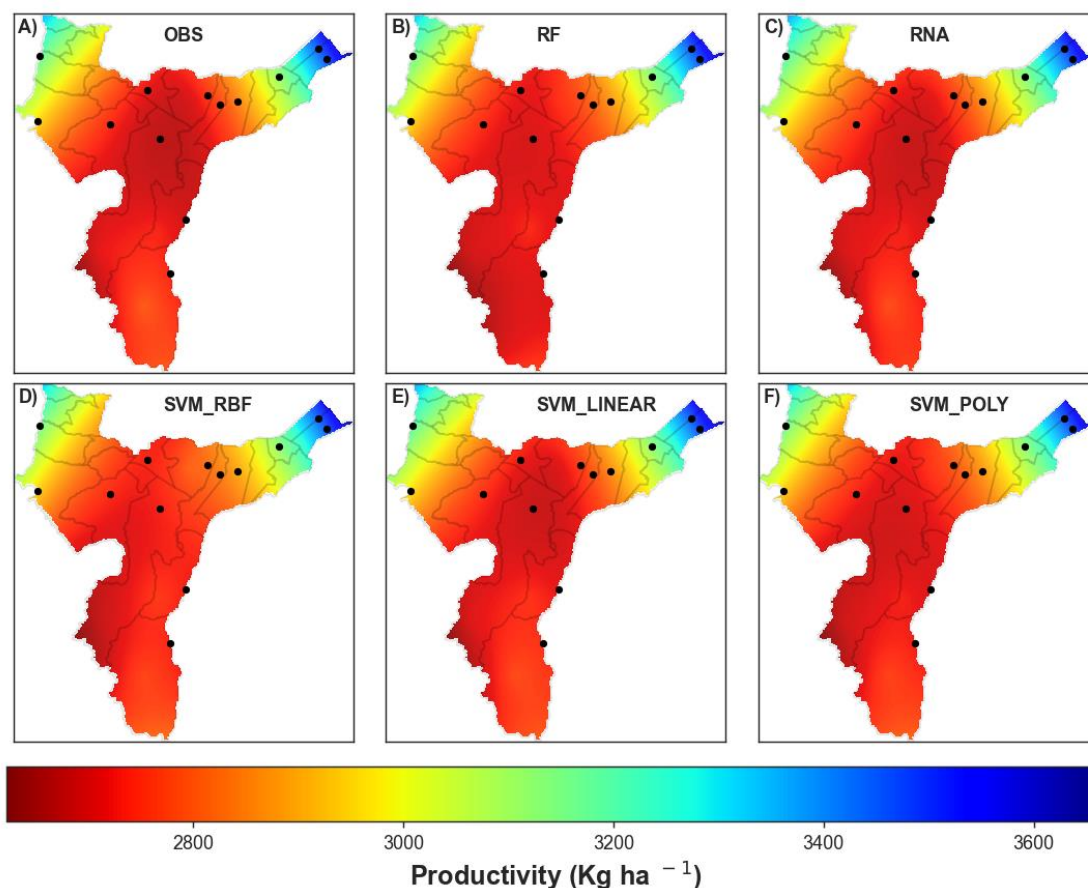 A) OBS
B) RF
C) RNA
D) SVM_RBF
E) SVM_LINEAR
F) SVM_POLY
2800 3000 3200 3400 3600
Productivity (Kg ha ⁻¹)